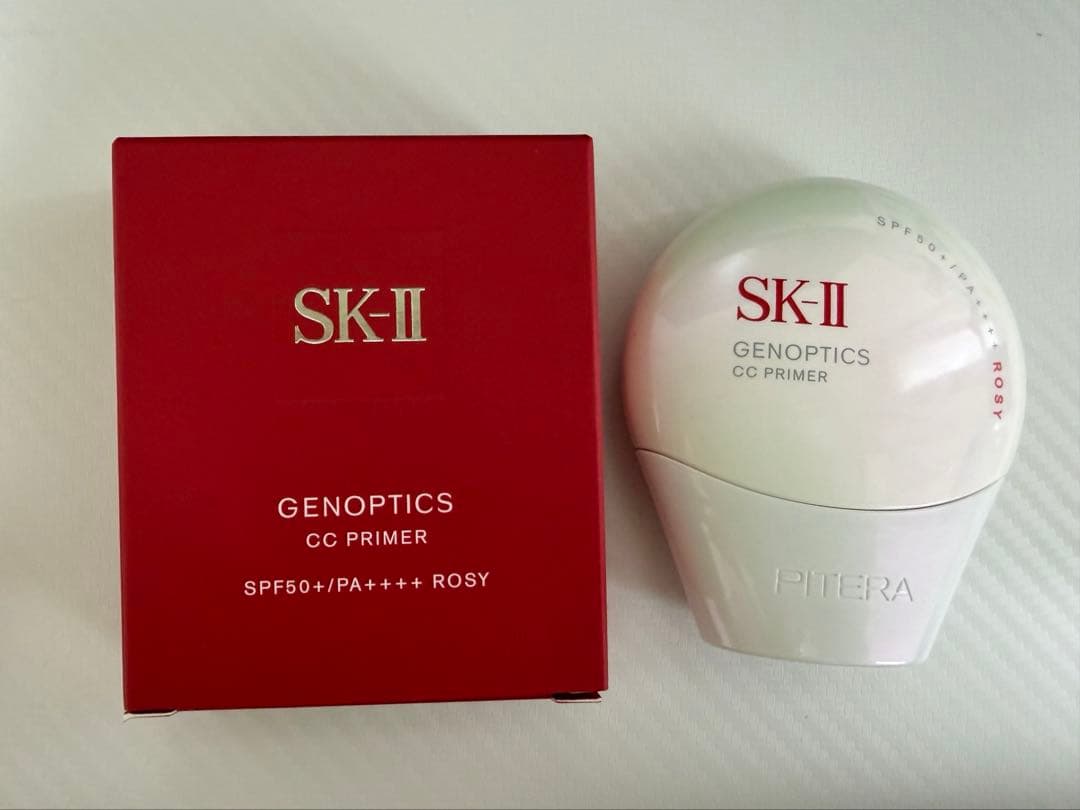 SK-II
GENOPTICS
CC PRIMER
SPF50+/PA++++ ROSY
SPF50+/PA++++ ROSY
SK-II
GENOPTICS
CC PRIMER
PITERA